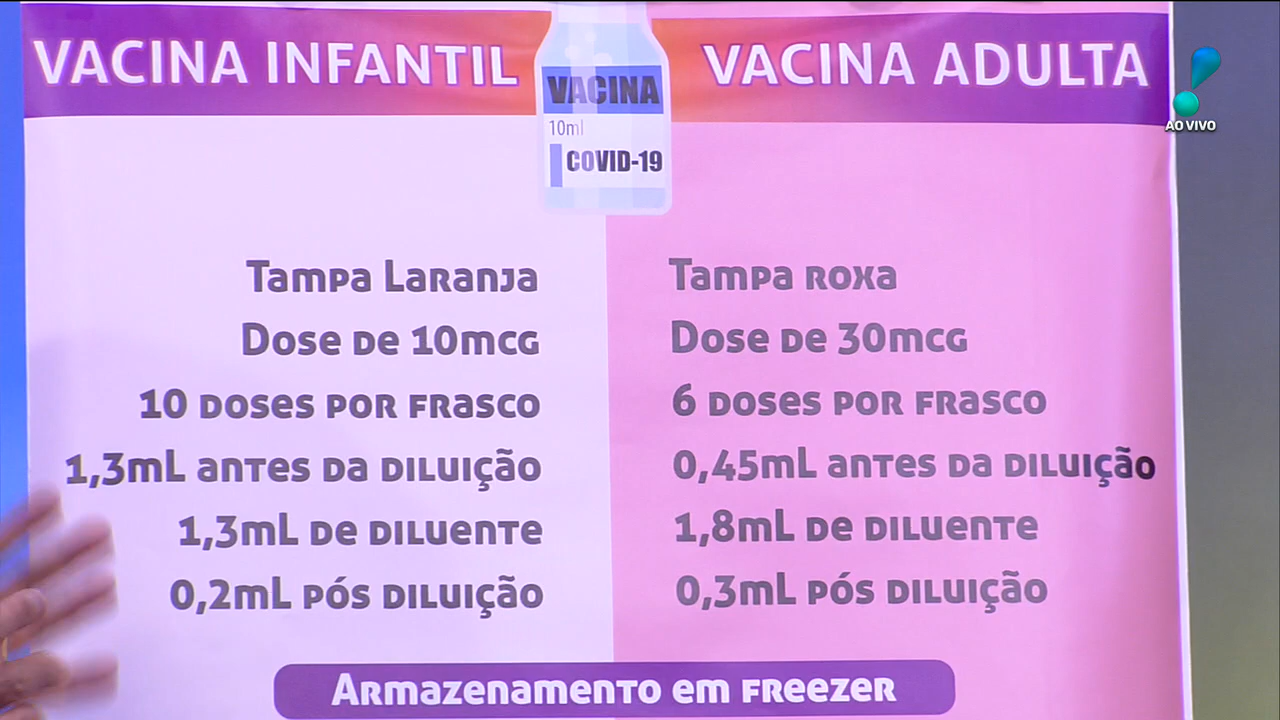 VACINA INFANTIL
VACINA ADULTA
VACINA
10ml
COVID-19
AO VIVO
Tampa Laranja
Dose de 10mcg
10 doses por frasco
1,3mL antes da diluição
1,3mL de diluente
0,2mL pós diluição
Tampa roxa
Dose de 30mcg
6 doses por frasco
0,45mL antes da diluição
1,8mL de diluente
0,3mL pós diluição
Armazenamento em freezer